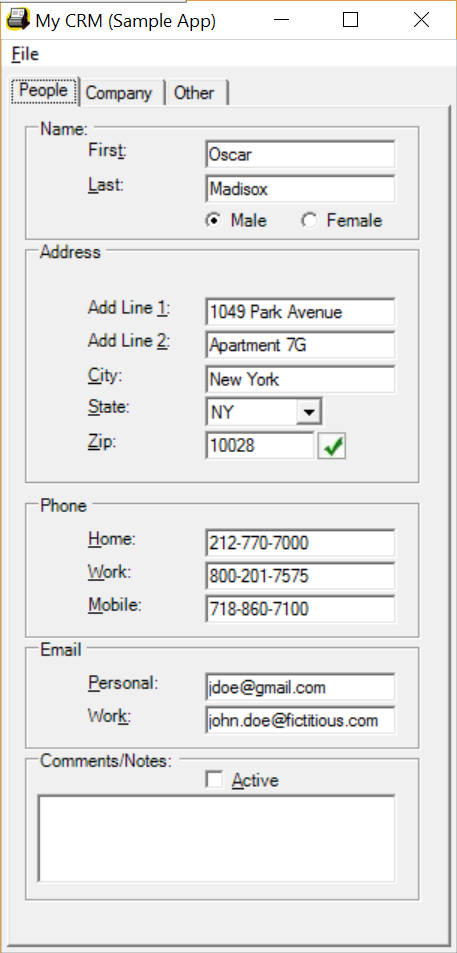 My CRM (Sample App)
File
People Company Other
Name:
First: Oscar
Last: Madisox
Male Female
Address
Add Line 1: 1049 Park Avenue
Add Line 2: Apartment 7G
City: New York
State: NY
Zip: 10028
Phone
Home: 212-770-7000
Work: 800-201-7575
Mobile: 718-860-7100
Email
Personal: jdoe@gmail.com
Work: john.doe@fictitious.com
Comments/Notes:
Active